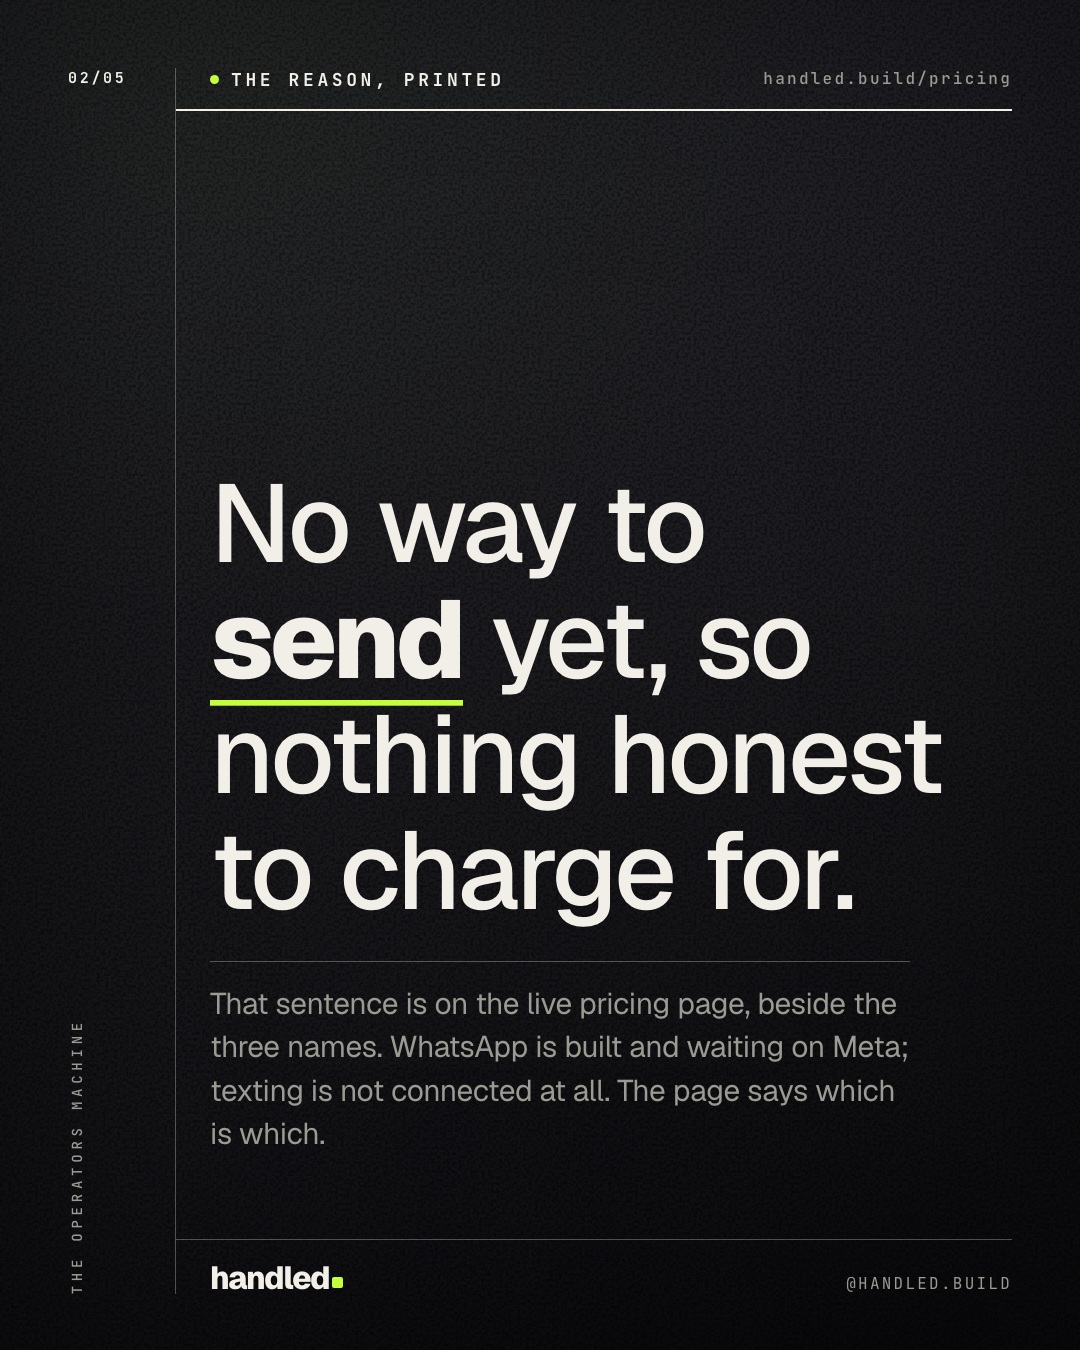 02/05
THE REASON, PRINTED
handled.build/pricing
No way to
send yet, so
nothing honest
to charge for.
That sentence is on the live pricing page, beside the
three names. WhatsApp is built and waiting on Meta;
texting is not connected at all. The page says which
is which.
THE OPERATORS MACHINE
handled
@HANDLED.BUILD